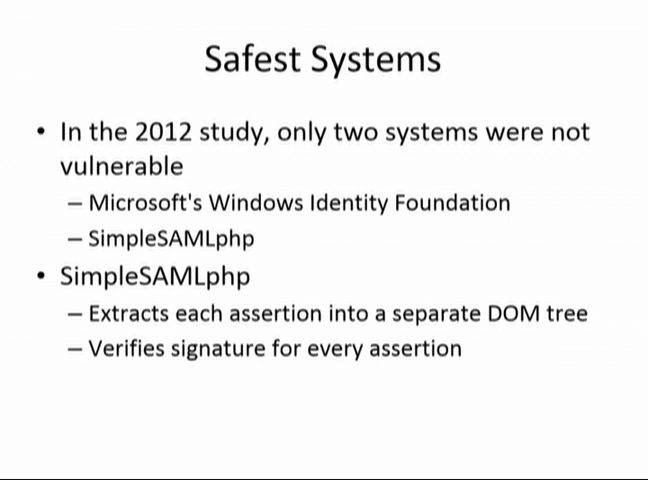 Safest Systems
• In the 2012 study, only two systems were not
vulnerable
– Microsoft's Windows Identity Foundation
– SimpleSAMLphp
• SimpleSAMLphp
– Extracts each assertion into a separate DOM tree
– Verifies signature for every assertion